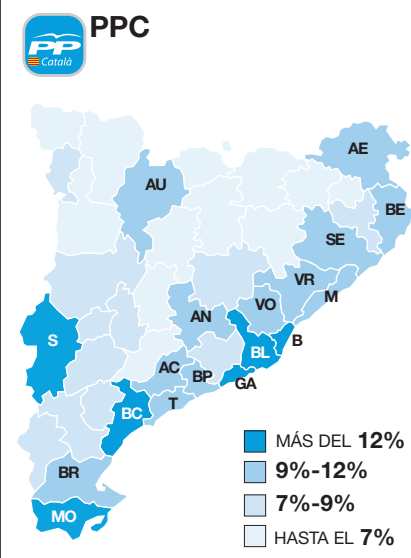 PPC
PP
Català
AE
AU
BE
SE
VR
M
VO
AN
S
B
BL
AC
BP
GA
BC
T
BR
MO
MÁS DEL 12%
9%-12%
7%-9%
HASTA EL 7%